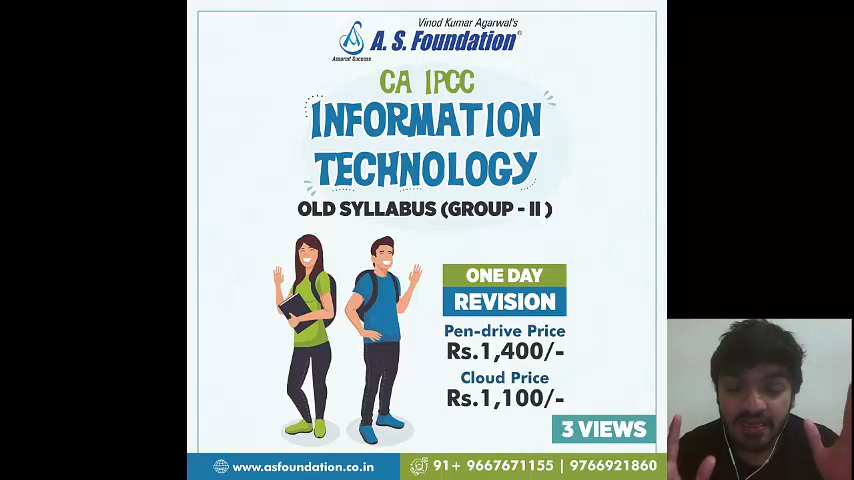 Vinod Kumar Agarwal's
A. S. Foundation®
Assured Success
CA IPCC
INFORMATION
TECHNOLOGY
OLD SYLLABUS (GROUP - II )
ONE DAY
REVISION
Pen-drive Price
Rs.1,400/-
Cloud Price
Rs.1,100/-
3 VIEWS
www.asfoundation.co.in
91+ 9667671155 | 9766921860